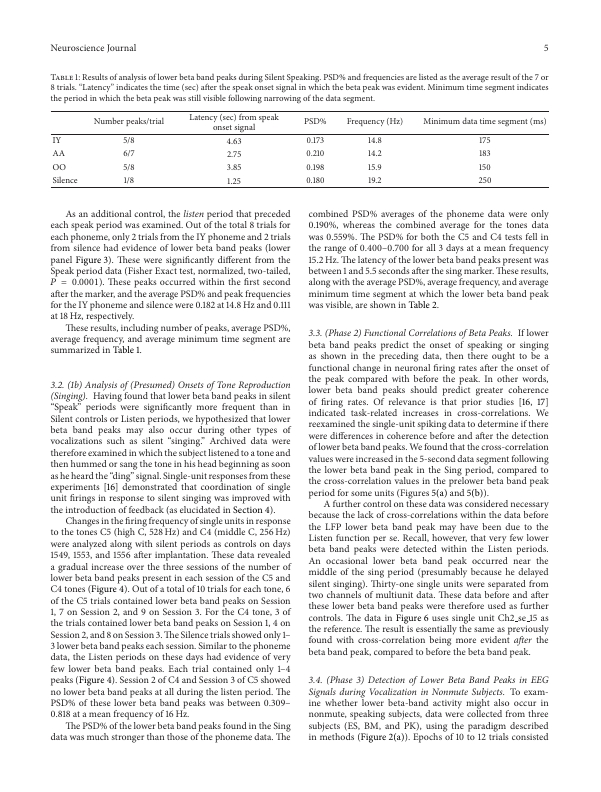 Neuroscience Journal
5
Table 1: Results of analysis of lower beta band peaks during Silent Speaking. PSD% and frequencies are listed as the average result of the 7 or
8 trials. “Latency” indicates the time (sec) after the speak onset signal in which the beta peak was evident. Minimum time segment indicates
the period in which the beta peak was still visible following narrowing of the data segment.
Number peaks/trial Latency (sec) from speak onset signal PSD% Frequency (Hz) Minimum data time segment (ms)
IY 5/8 4.63 0.173 14.8 175
AA 6/7 2.75 0.210 14.2 183
OO 5/8 3.85 0.198 15.9 150
Silence 1/8 1.25 0.180 19.2 250
As an additional control, the listen period that preceded
each speak period was examined. Out of the total 8 trials for
each phoneme, only 2 trials from the IY phoneme and 2 trials
from silence had evidence of lower beta band peaks (lower
panel Figure 3). These were significantly different from the
Speak period data (Fisher Exact test, normalized, two-tailed,
P = 0.0001). These peaks occurred within the first second
after the marker, and the average PSD% and peak frequencies
for the IY phoneme and silence were 0.182 at 14.8 Hz and 0.111
at 18 Hz, respectively.
These results, including number of peaks, average PSD%,
average frequency, and average minimum time segment are
summarized in Table 1.
3.2. (1b) Analysis of (Presumed) Onsets of Tone Reproduction
(Singing). Having found that lower beta band peaks in silent
“Speak” periods were significantly more frequent than in
Silent controls or Listen periods, we hypothesized that lower
beta band peaks may also occur during other types of
vocalizations such as silent “singing.” Archived data were
therefore examined in which the subject listened to a tone and
then hummed or sang the tone in his head beginning as soon
as he heard the “ding” signal. Single-unit responses from these
experiments [16] demonstrated that coordination of single
unit firings in response to silent singing was improved with
the introduction of feedback (as elucidated in Section 4).
Changes in the firing frequency of single units in response
to the tones C5 (high C, 528 Hz) and C4 (middle C, 256 Hz)
were analyzed along with silent periods as controls on days
1549, 1553, and 1556 after implantation. These data revealed
a gradual increase over the three sessions of the number of
lower beta band peaks present in each session of the C5 and
C4 tones (Figure 4). Out of a total of 10 trials for each tone, 6
of the C5 trials contained lower beta band peaks on Session
1, 7 on Session 2, and 9 on Session 3. For the C4 tone, 3 of
the trials contained lower beta band peaks on Session 1, 4 on
Session 2, and 8 on Session 3. The Silence trials showed only 1–
3 lower beta band peaks each session. Similar to the phoneme
data, the Listen periods on these days had evidence of very
few lower beta band peaks. Each trial contained only 1–4
peaks (Figure 4). Session 2 of C4 and Session 3 of C5 showed
no lower beta band peaks at all during the listen period. The
PSD% of these lower beta band peaks was between 0.309–
0.818 at a mean frequency of 16 Hz.
The PSD% of the lower beta band peaks found in the Sing
data was much stronger than those of the phoneme data. The
combined PSD% averages of the phoneme data were only
0.190%, whereas the combined average for the tones data
was 0.559%. The PSD% for both the C5 and C4 tests fell in
the range of 0.400–0.700 for all 3 days at a mean frequency
15.2 Hz. The latency of the lower beta band peaks present was
between 1 and 5.5 seconds after the sing marker. These results,
along with the average PSD%, average frequency, and average
minimum time segment at which the lower beta band peak
was visible, are shown in Table 2.
3.3. (Phase 2) Functional Correlations of Beta Peaks. If lower
beta band peaks predict the onset of speaking or singing
as shown in the preceding data, then there ought to be a
functional change in neuronal firing rates after the onset of
the peak compared with before the peak. In other words,
lower beta band peaks should predict greater coherence
of firing rates. Of relevance is that prior studies [16, 17]
indicated task-related increases in cross-correlations. We
reexamined the single-unit spiking data to determine if there
were differences in coherence before and after the detection
of lower beta band peaks. We found that the cross-correlation
values were increased in the 5-second data segment following
the lower beta band peak in the Sing period, compared to
the cross-correlation values in the prelower beta band peak
period for some units (Figures 5(a) and 5(b)).
A further control on these data was considered necessary
because the lack of cross-correlations within the data before
the LFP lower beta band peak may have been due to the
Listen function per se. Recall, however, that very few lower
beta band peaks were detected within the Listen periods.
An occasional lower beta band peak occurred near the
middle of the sing period (presumably because he delayed
silent singing). Thirty-one single units were separated from
two channels of multiunit data. These data before and after
these lower beta band peaks were therefore used as further
controls. The data in Figure 6 uses single unit Ch2_se_15 as
the reference. The result is essentially the same as previously
found with cross-correlation being more evident after the
beta band peak, compared to before the beta band peak.
3.4. (Phase 3) Detection of Lower Beta Band Peaks in EEG
Signals during Vocalization in Nonmute Subjects. To exam-
ine whether lower beta-band activity might also occur in
nonmute, speaking subjects, data were collected from three
subjects (ES, BM, and PK), using the paradigm described
in methods (Figure 2(a)). Epochs of 10 to 12 trials consisted